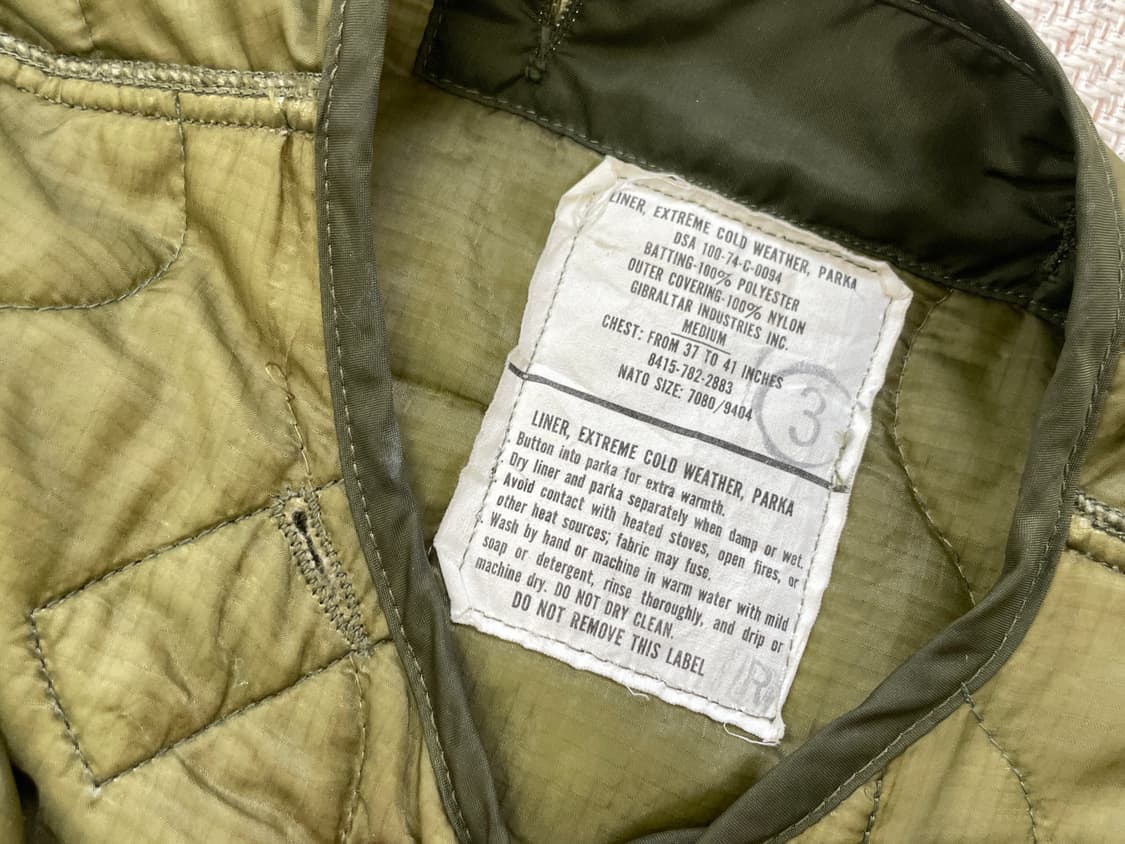 LINER, EXTREME COLD WEATHER, PARKA
DSA 100-74-C-0094
BATTING-100% POLYESTER
OUTER COVERING-100% NYLON
GIBRALTAR INDUSTRIES INC.
MEDIUM
CHEST: FROM 37 TO 41 INCHES
8415-782-2883
NATO SIZE: 7080/9404
3
LINER, EXTREME COLD WEATHER, PARKA
Button into parka for extra warmth.
Dry liner and parka separately when damp or wet.
Avoid contact with heated stoves, open fires, or
other heat sources; fabric may fuse.
Wash by hand or machine in warm water with mild
soap or detergent, rinse thoroughly, and drip or
machine dry. DO NOT DRY CLEAN.
DO NOT REMOVE THIS LABEL
R